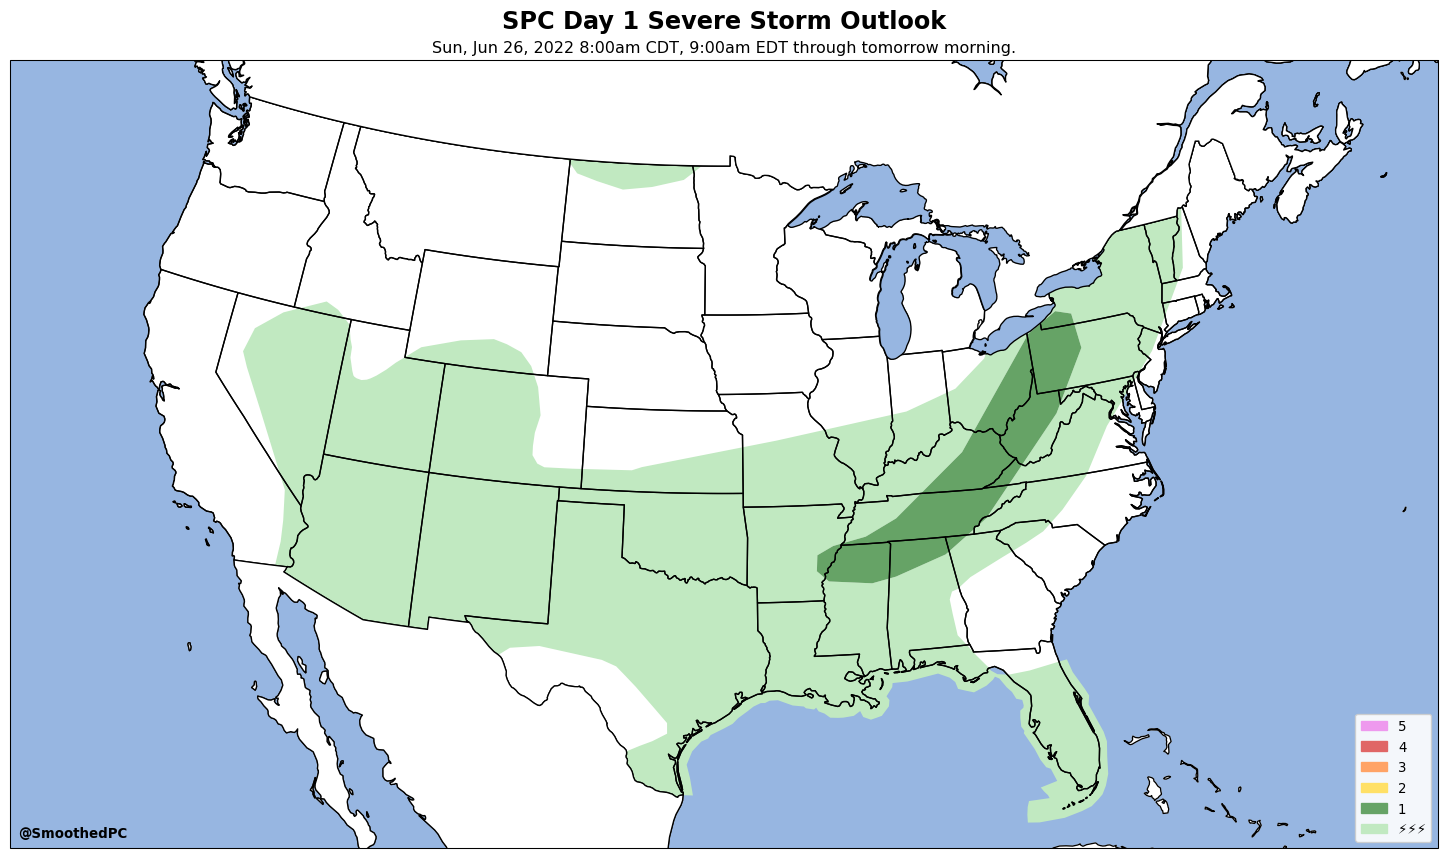 SPC Day 1 Severe Storm Outlook
Sun, Jun 26, 2022 8:00am CDT, 9:00am EDT through tomorrow morning.
5
4
3
2
1
⚡⚡⚡
@SmoothedPC